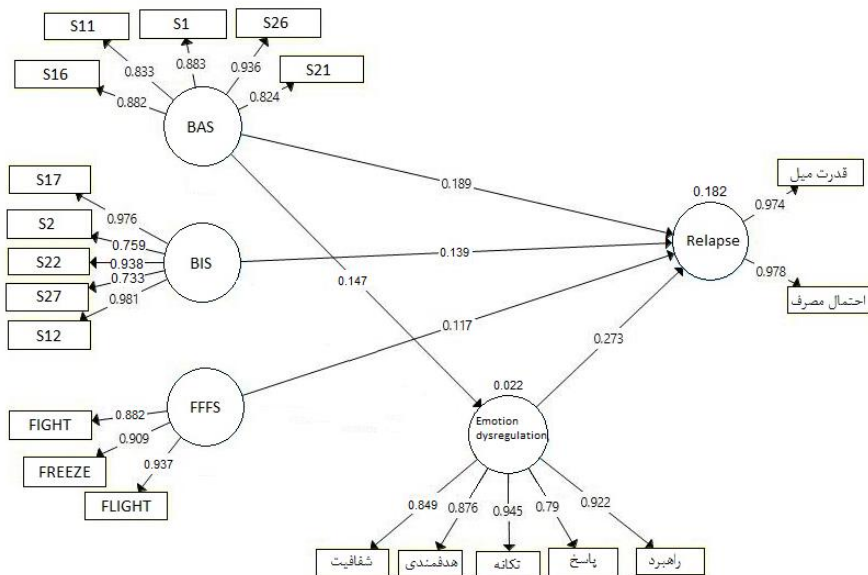 S11
S1
S26
S16
S21
0.833
0.883
0.936
0.882
0.824
BAS
0.189
0.147
S17
S2
S22
S27
S12
0.976
0.759
0.938
0.733
0.981
BIS
0.139
FIGHT
FREEZE
FLIGHT
0.882
0.909
0.937
FFFS
0.117
0.182
Relapse
0.974
0.978
قدرت میل
احتمال مصرف
0.273
0.022
Emotion
dysregulation
0.849
0.876
0.945
0.79
0.922
شفافیت
هدفمندی
تکانه
پاسخ
راهبرد